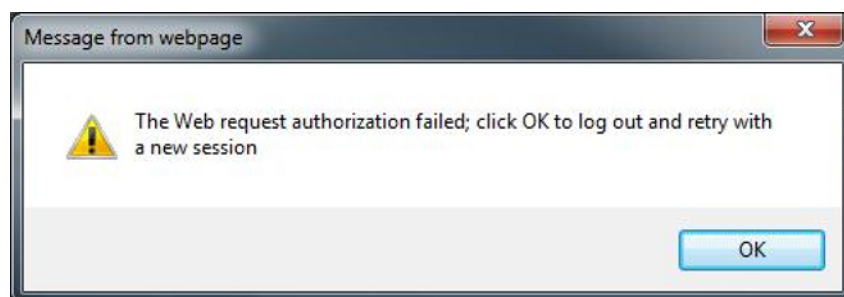 Message from webpage
The Web request authorization failed; click OK to log out and retry with
a new session
OK